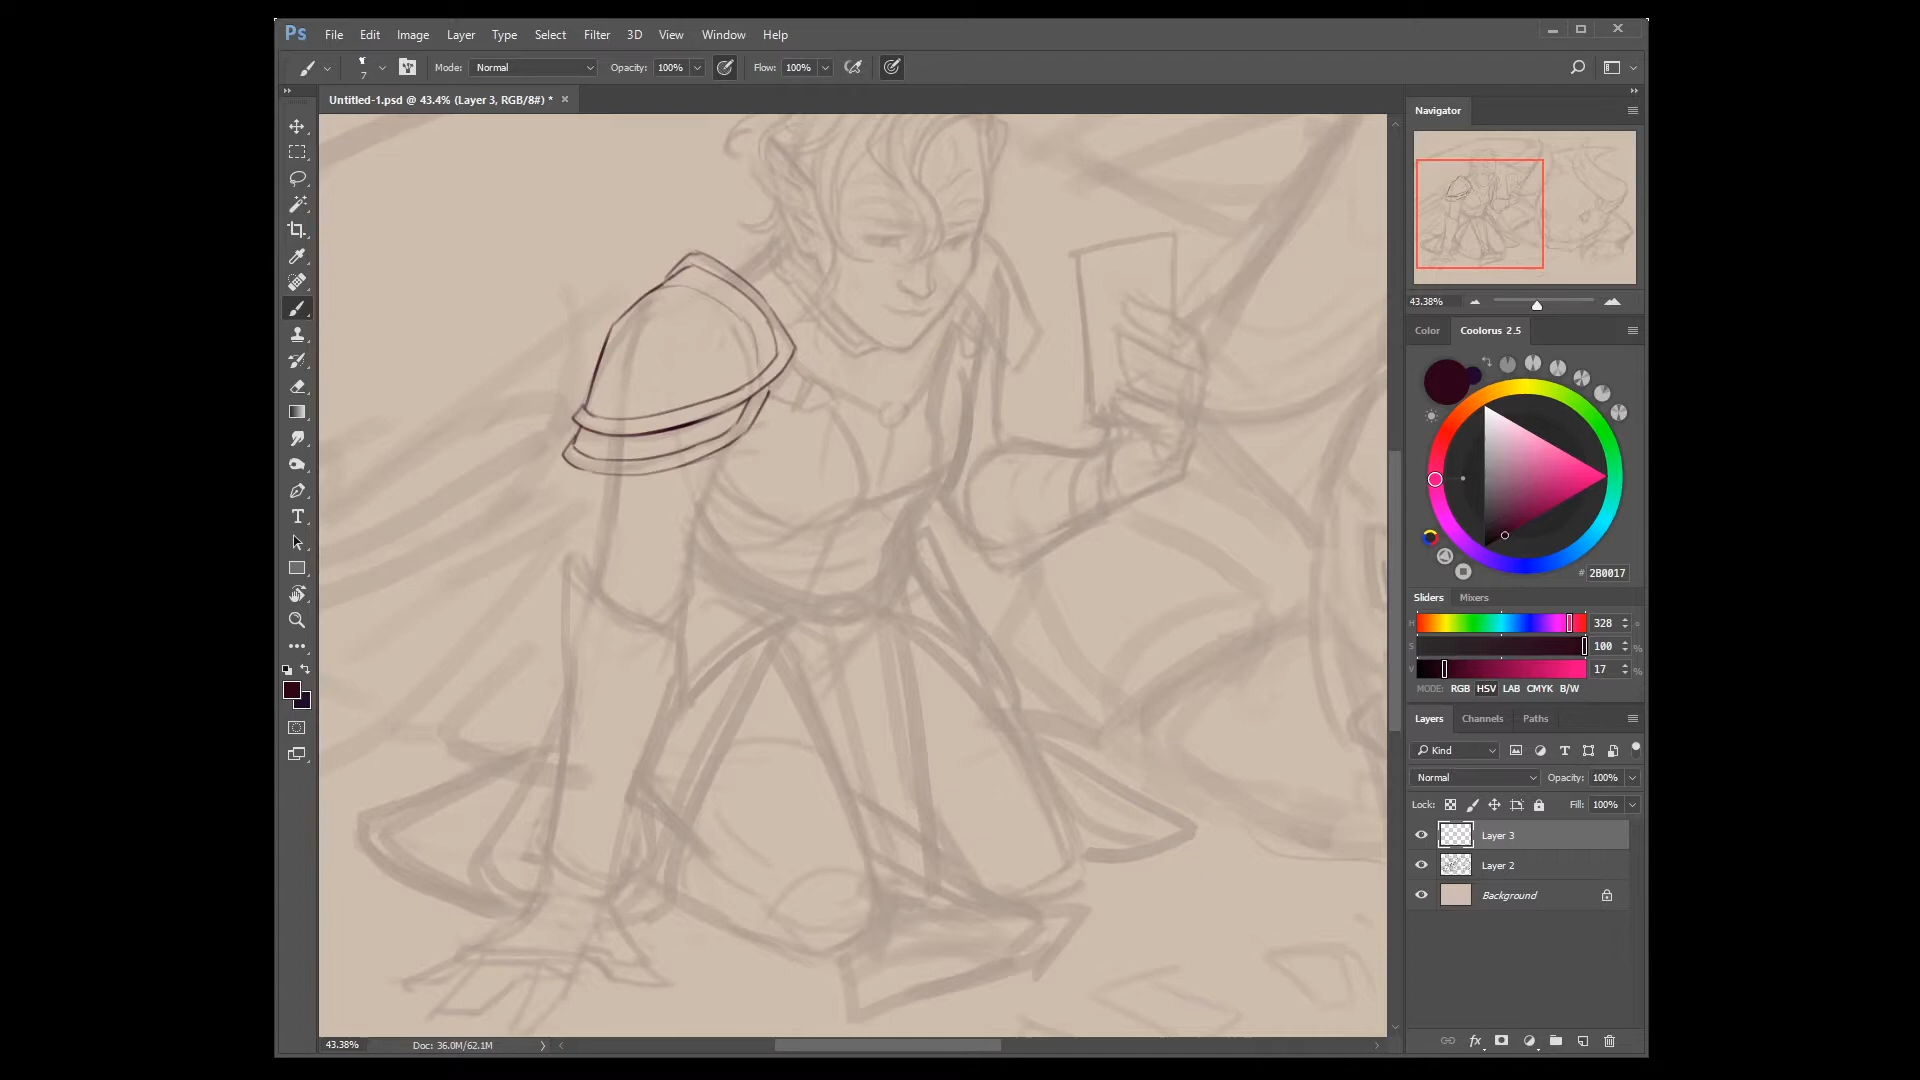 Ps File Edit Image Layer Type Select Filter 3D View Window Help
7 Mode: Normal Opacity: 100% Flow: 100%
Untitled-1.psd @ 43.4% (Layer 3, RGB/8#) * ×
Navigator
43.38%
Color Coolorus 2.5
# 2B0017
Sliders Mixers
H 328 °
S 100 %
V 17 %
MODE: RGB HSV LAB CMYK B/W
Layers Channels Paths
Kind
Normal Opacity: 100%
Lock: Fill: 100%
Layer 3
Layer 2
Background
fx
43.38% Doc: 36.0M/62.1M